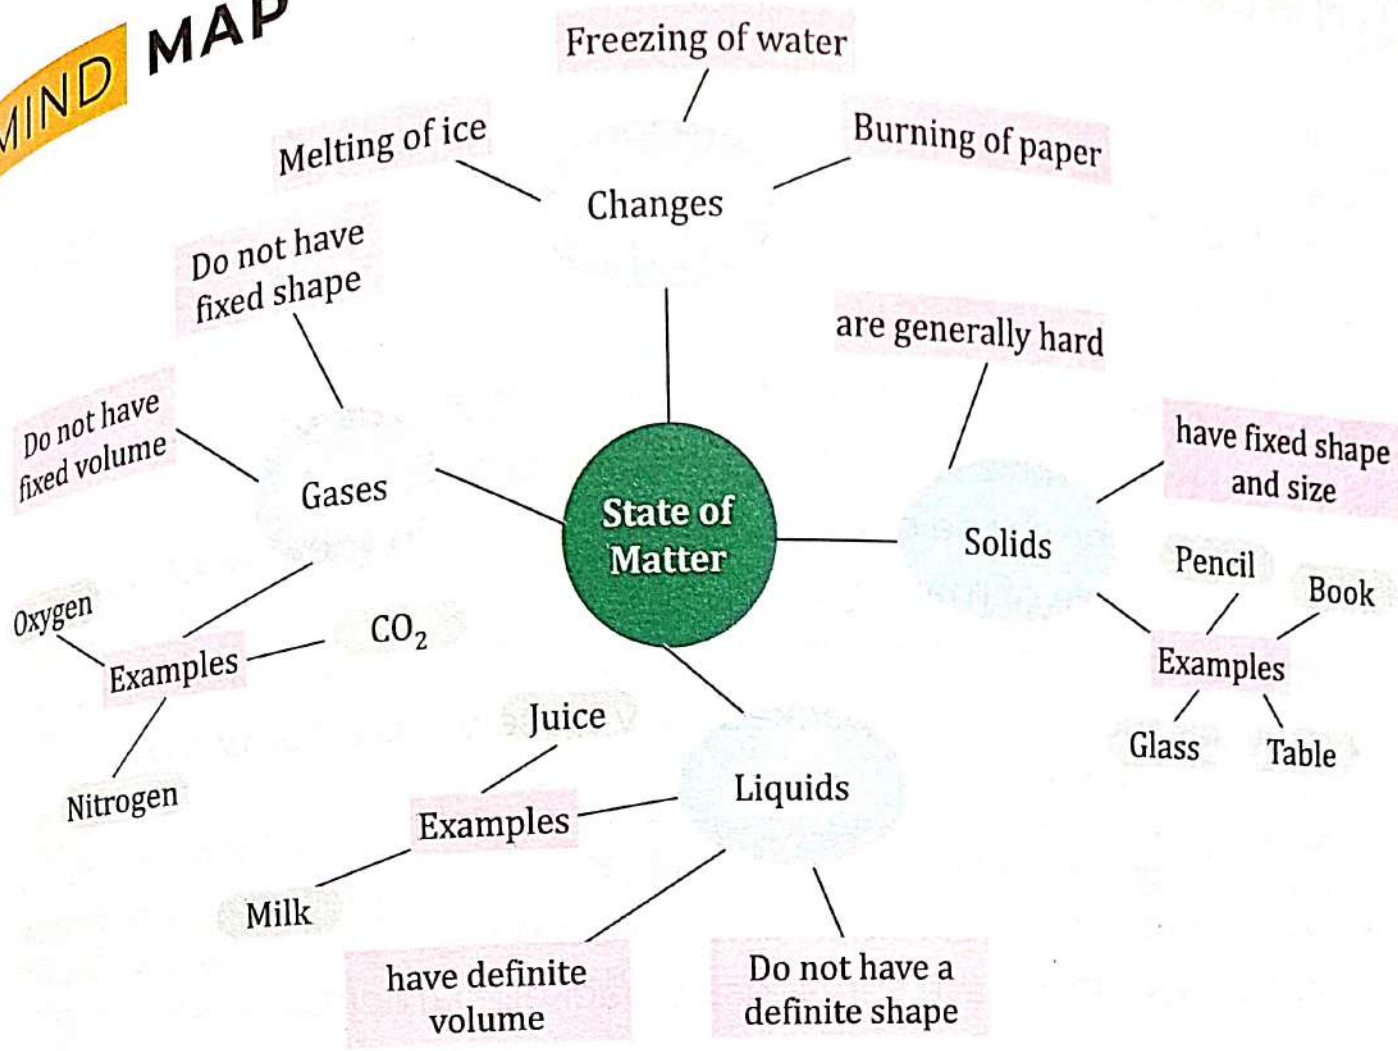 MIND MAP
Freezing of water
Melting of ice
Burning of paper
Changes
Do not have
fixed shape
are generally hard
Do not have
fixed volume
Gases
have fixed shape
and size
State of
Matter
Solids
Pencil
Book
Oxygen
CO₂
Examples
Examples
Glass
Table
Nitrogen
Juice
Liquids
Examples
Milk
have definite
volume
Do not have a
definite shape